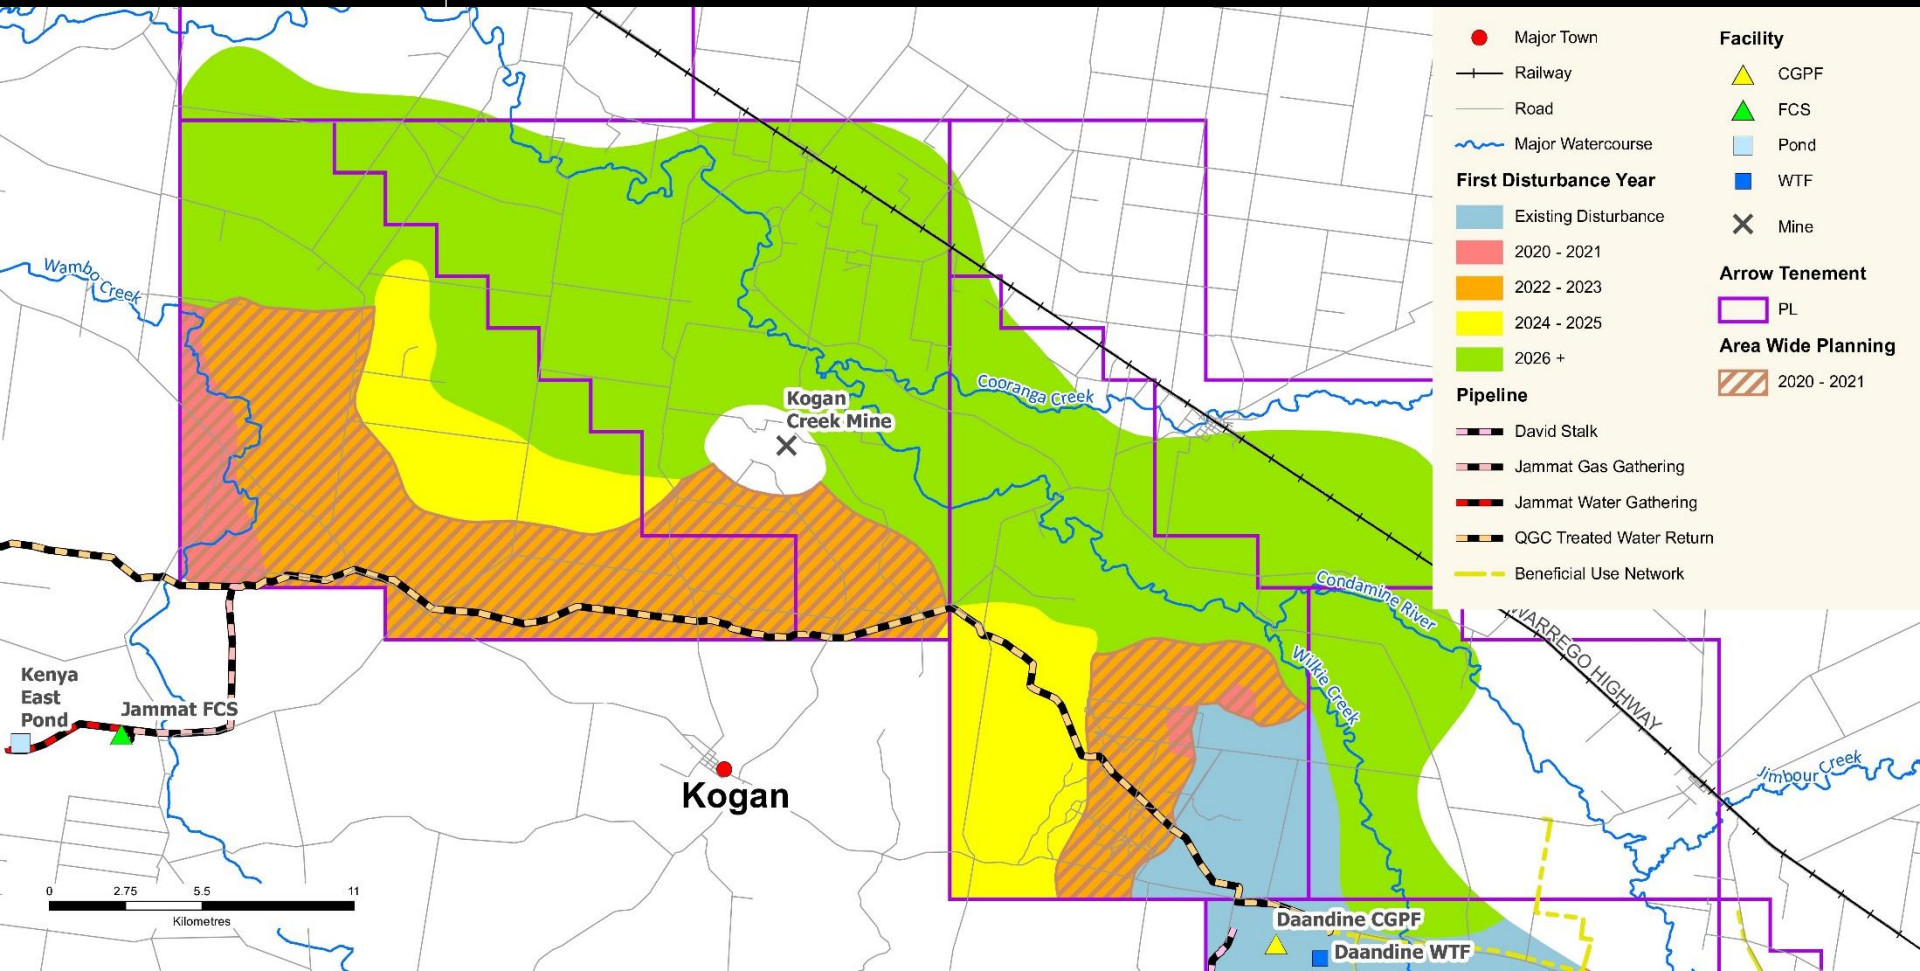 Wambo Creek
Kogan
Creek Mine
Cooranga Creek
Condamine River
Wilkie Creek
WARREGO HIGHWAY
Jimbour Creek
Kenya
East
Pond
Jammat FCS
Kogan
Daandine CGPF
Daandine WTF
0 2.75 5.5 11
Kilometres
Major Town
Railway
Road
Major Watercourse
First Disturbance Year
Existing Disturbance
2020 - 2021
2022 - 2023
2024 - 2025
2026 +
Pipeline
David Stalk
Jammat Gas Gathering
Jammat Water Gathering
QGC Treated Water Return
Beneficial Use Network
Facility
CGPF
FCS
Pond
WTF
Mine
Arrow Tenement
PL
Area Wide Planning
2020 - 2021